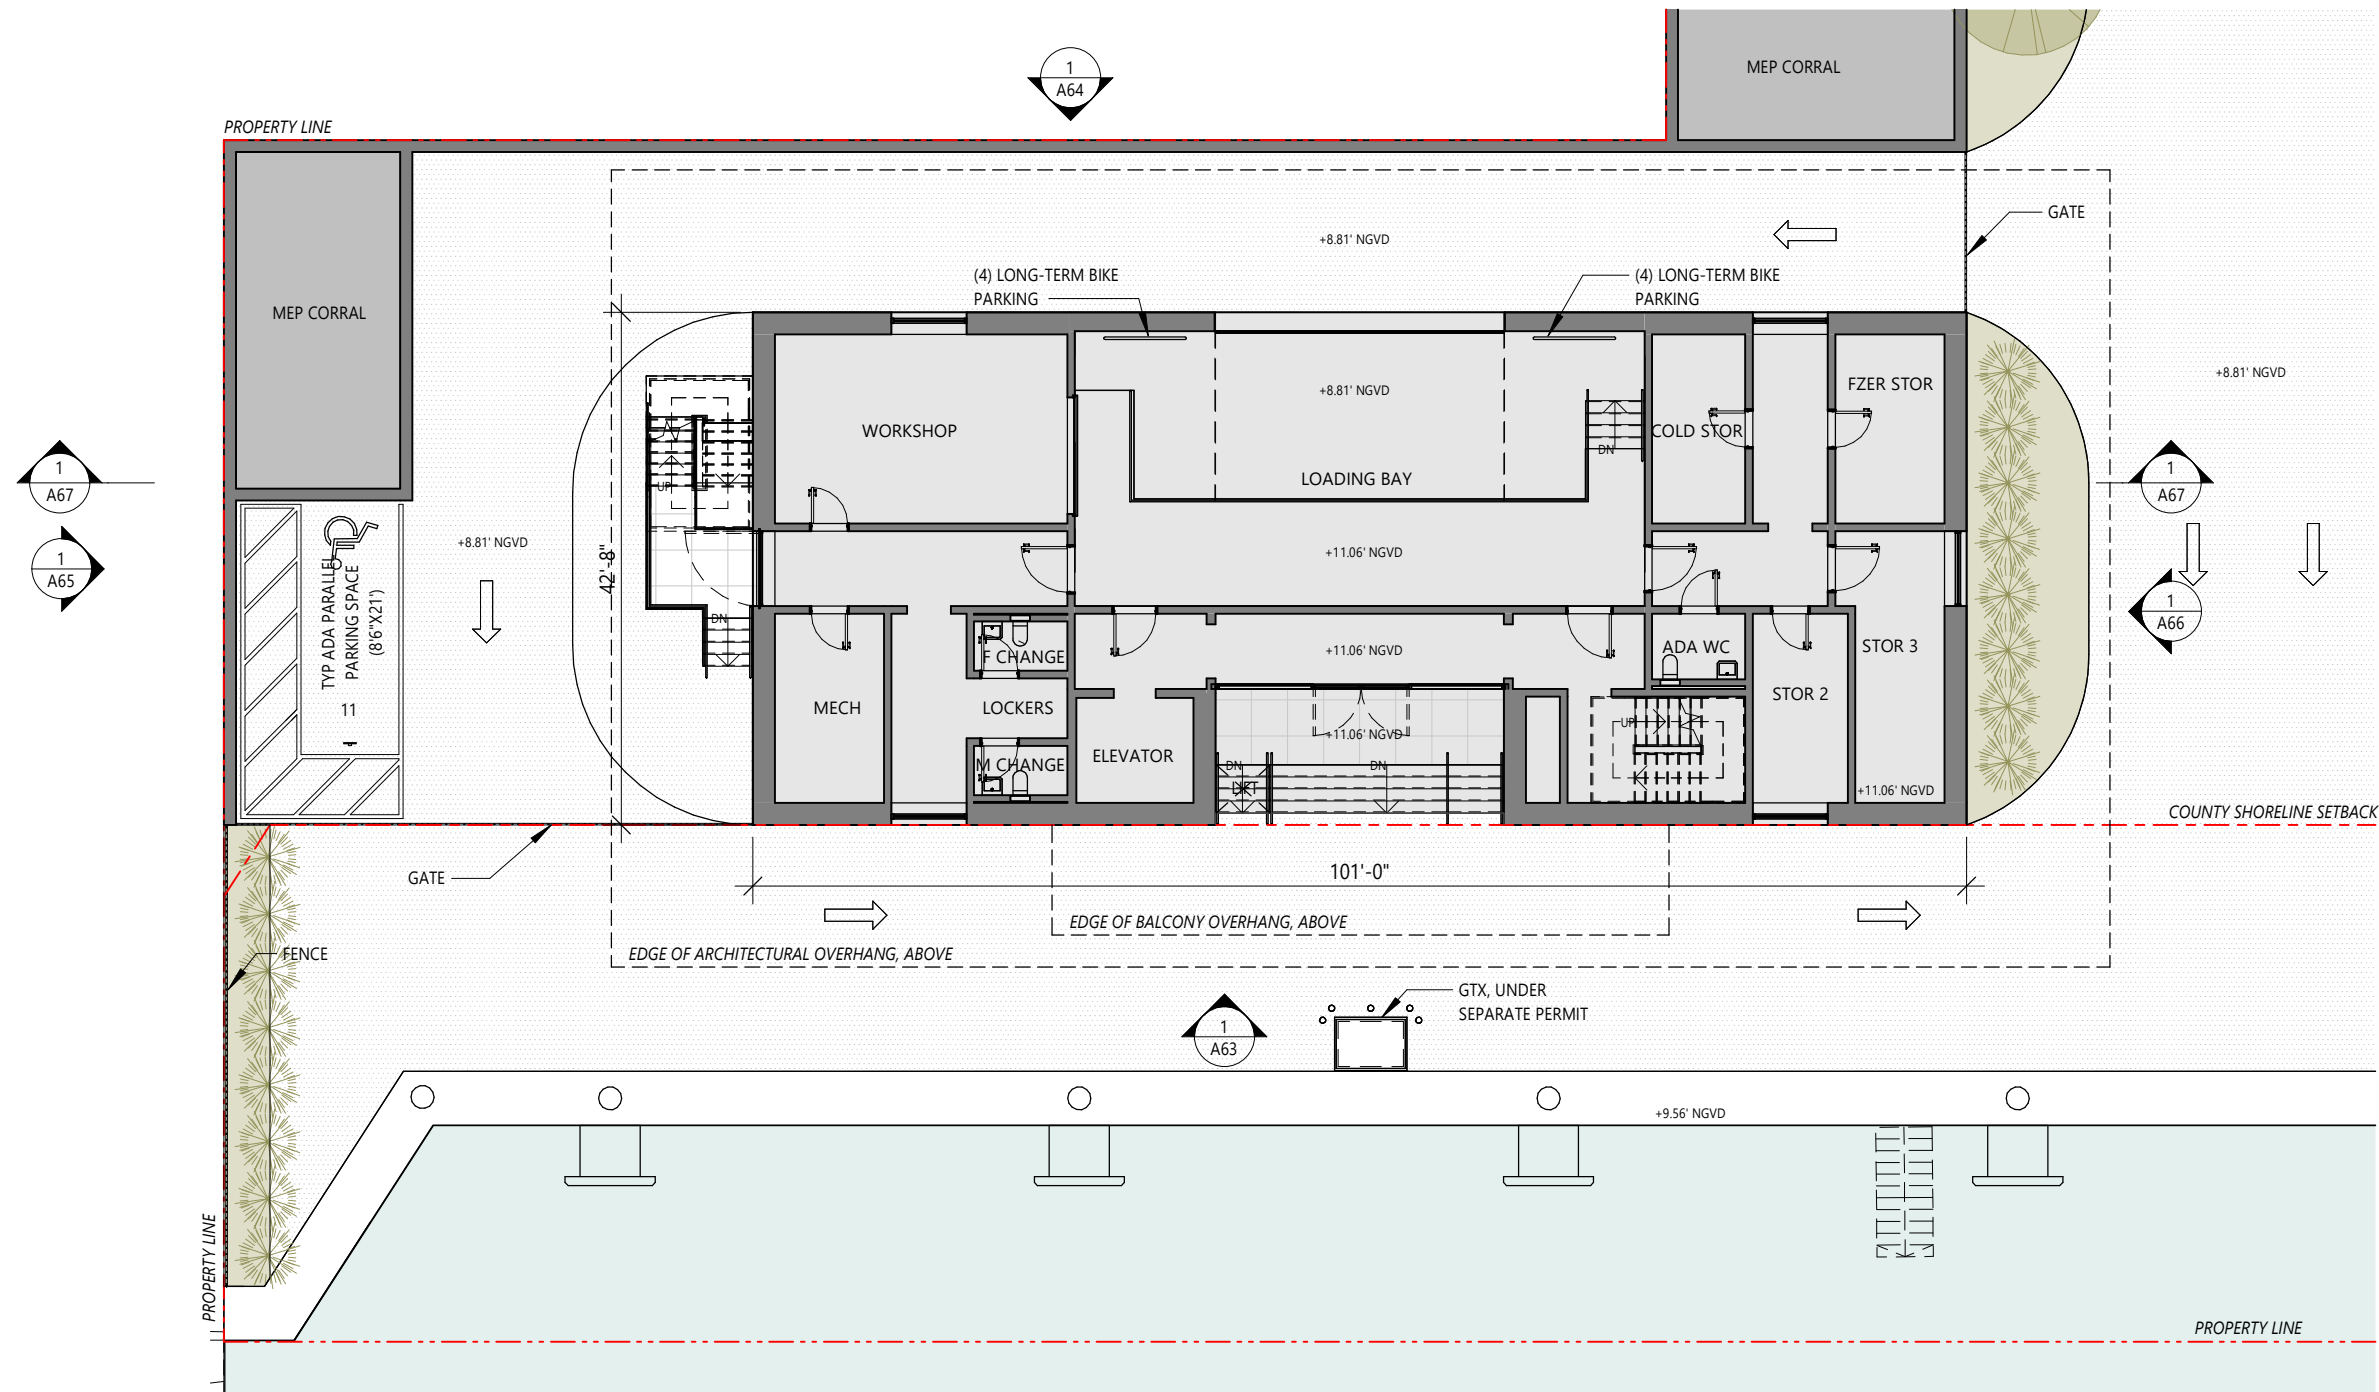 MEP CORRAL
1
A64
PROPERTY LINE
GATE
+8.81' NGVD
(4) LONG-TERM BIKE
PARKING
(4) LONG-TERM BIKE
PARKING
MEP CORRAL
+8.81' NGVD
+8.81' NGVD
FZER STOR
WORKSHOP
COLD STOR
DN
LOADING BAY
1
A67
1
A67
UP
+8.81' NGVD
+11.06' NGVD
42'-8"
1
A65
TYP ADA PARALLEL
PARKING SPACE
(8'6"X21')
11
1
A66
DN
F CHANGE
+11.06' NGVD
ADA WC
STOR 3
MECH
LOCKERS
STOR 2
UP
+11.06' NGVD
ELEVATOR
M CHANGE
DN
DN
LIFT
+11.06' NGVD
COUNTY SHORELINE SETBACK
GATE
101'-0"
EDGE OF BALCONY OVERHANG, ABOVE
EDGE OF ARCHITECTURAL OVERHANG, ABOVE
FENCE
GTX, UNDER
SEPARATE PERMIT
1
A63
+9.56' NGVD
PROPERTY LINE
PROPERTY LINE